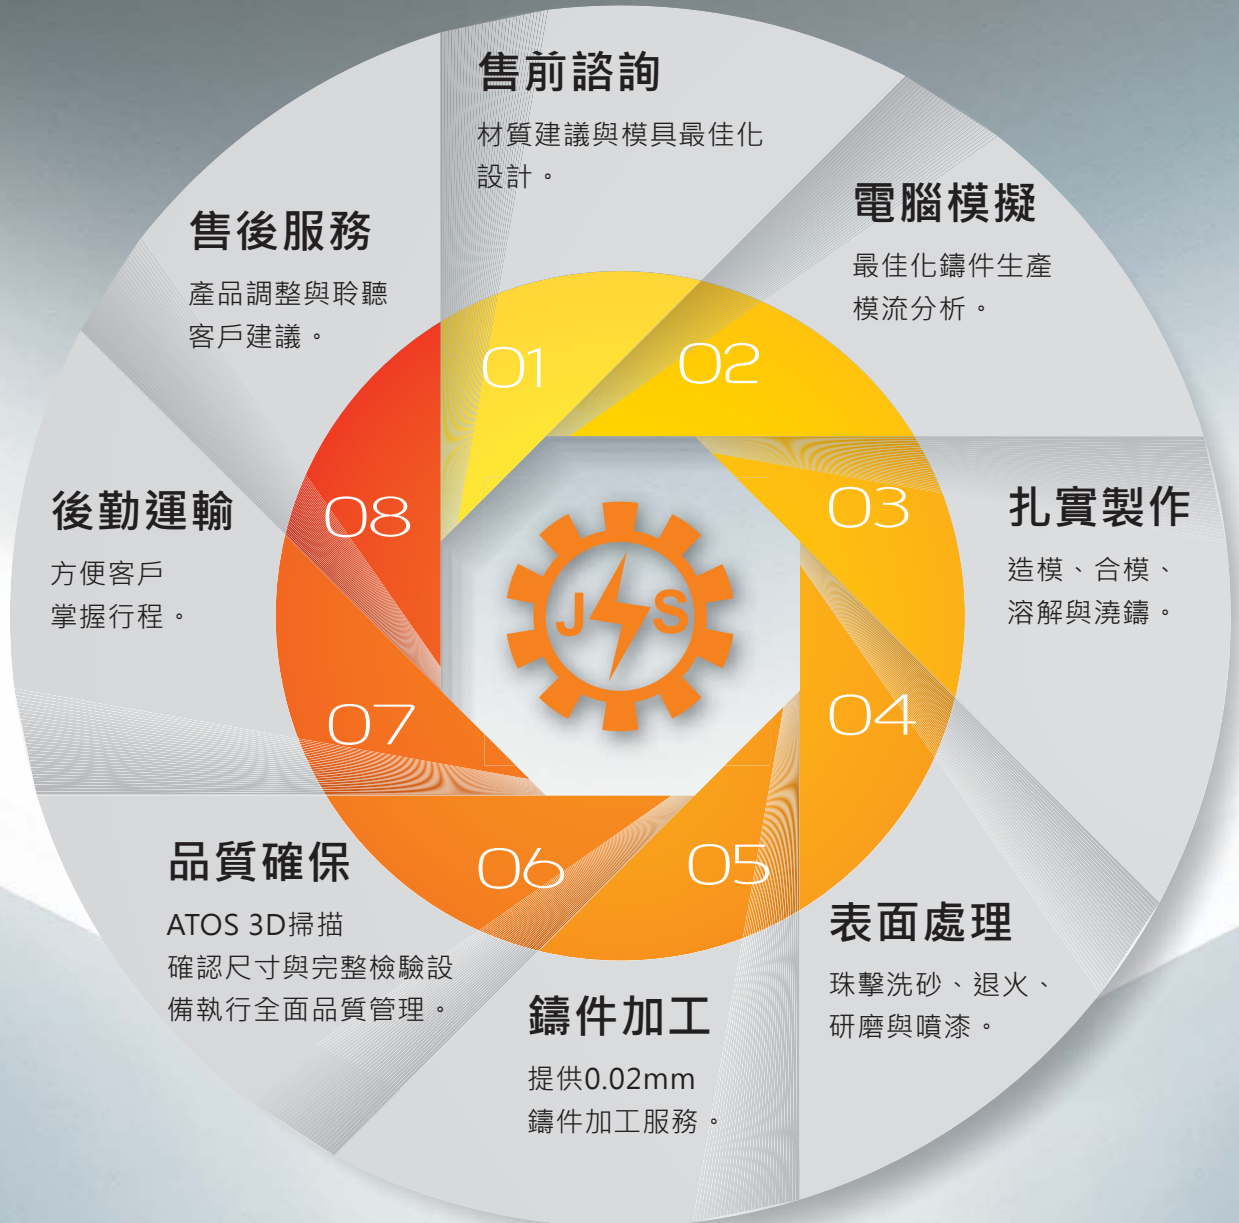 售前諮詢
材質建議與模具最佳化
設計。
01
電腦模擬
最佳化鑄件生產
模流分析。
02
扎實製作
造模、合模、
溶解與澆鑄。
03
表面處理
珠擊洗砂、退火、
研磨與噴漆。
04
鑄件加工
提供0.02mm
鑄件加工服務。
05
品質確保
ATOS 3D掃描
確認尺寸與完整檢驗設
備執行全面品質管理。
06
後勤運輸
方便客戶
掌握行程。
07
售後服務
產品調整與聆聽
客戶建議。
08
J S